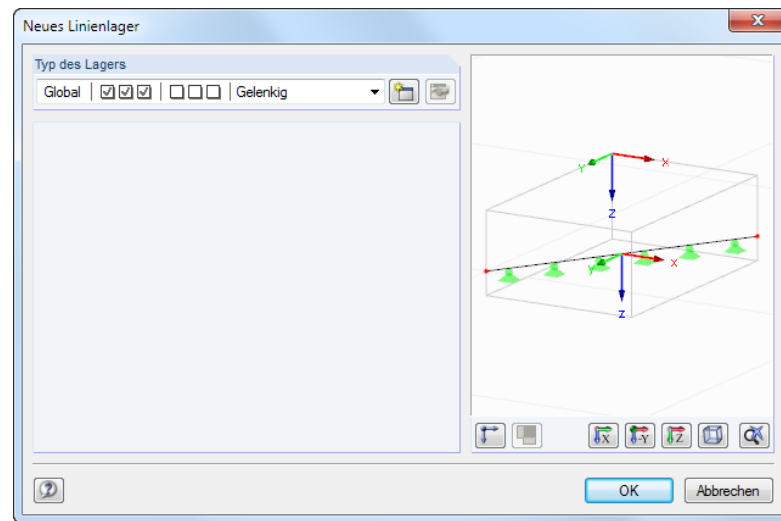 Neues Linienlager
Typ des Lagers
Global Gelenkig
X
Y
Z
X
Y
Z
X -Y Z
OK Abbrechen